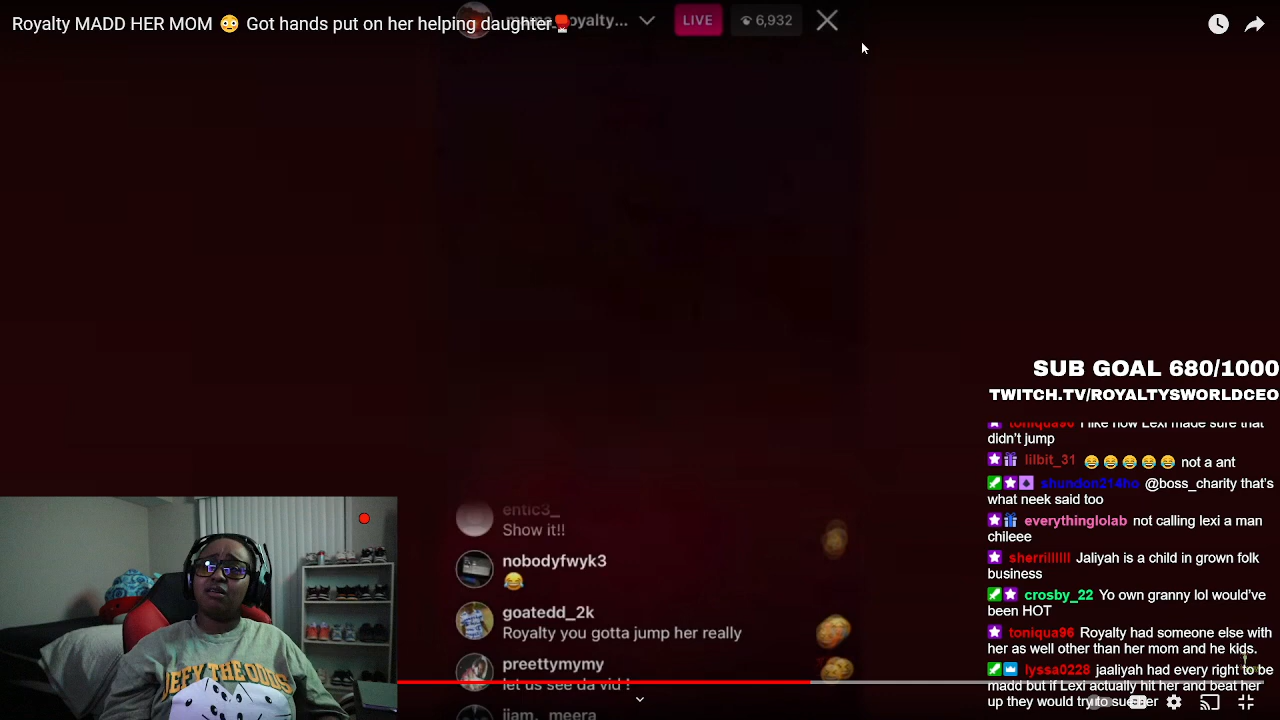 Royalty MADD HER MOM 😳 Got hands put on her helping daughter🥊
LIVE
6,932
entic3_
Show it!!
nobodyfwyk3
😂
goatedd_2k
Royalty you gotta jump her really
preettymymy
let us see da vid !
jiam._meera
DEFY THE ODDS
SUB GOAL 680/1000
TWITCH.TV/ROYALTYSWORLDCEO
toniqua96 I like how Lexi made sure that
didn't jump
lilbit_31 😂😂😂😂😂 not a ant
shundon214ho @boss_charity that's
what neek said too
everythinglolab not calling lexi a man
chileee
sherrillllll Jaliyah is a child in grown folk
business
crosby_22 Yo own granny lol would've
been HOT
toniqua96 Royalty had someone else with
her as well other than her mom and he kids.
lyssa0228 jaaliyah had every right to be
madd but if Lexi actually hit her and beat her
up they would try to